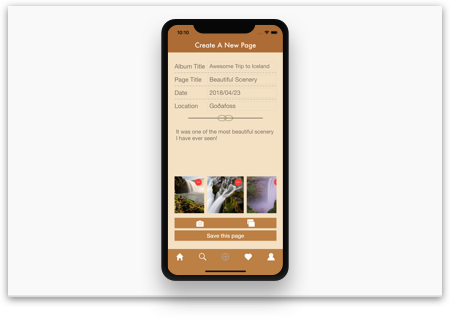 10:10
Create A New Page
Album Title Awesome Trip to Iceland
Page Title Beautiful Scenery
Date 2018/04/23
Location Goðafoss
It was one of the most beautiful scenery
I have ever seen!
Save this page